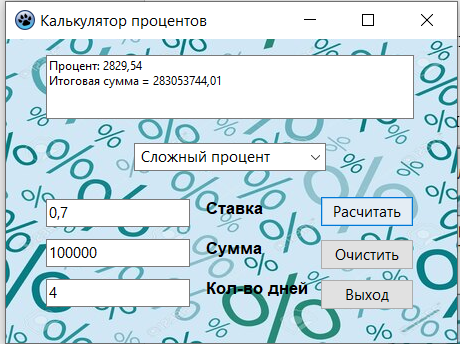 Калькулятор процентов
Процент: 2829,54
Итоговая сумма = 283053744,01
Сложный процент
0,7 Ставка Расчитать
100000 Сумма Очистить
4 Кол-во дней Выход